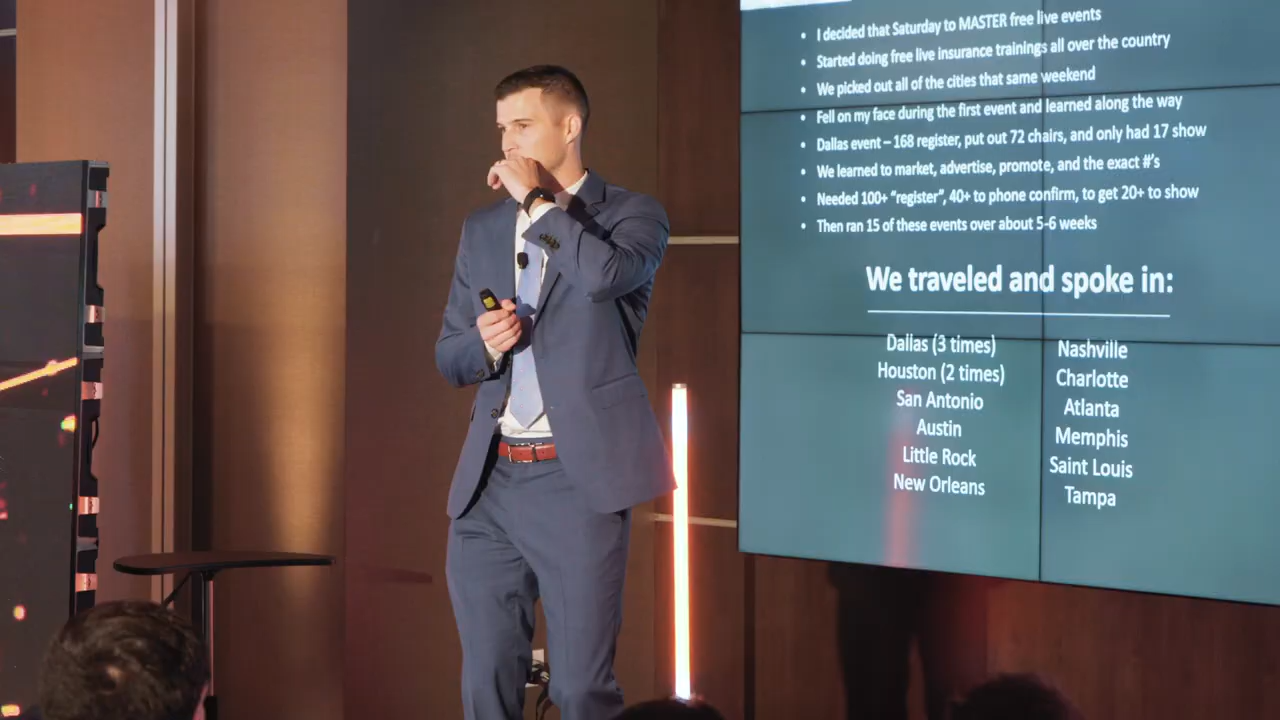 • I decided that Saturday to MASTER free live events
• Started doing free live insurance trainings all over the country
• We picked out all of the cities that same weekend
• Fell on my face during the first event and learned along the way
• Dallas event – 168 register, put out 72 chairs, and only had 17 show
• We learned to market, advertise, promote, and the exact #'s
• Needed 100+ "register", 40+ to phone confirm, to get 20+ to show
• Then ran 15 of these events over about 5-6 weeks
We traveled and spoke in:
Dallas (3 times)
Houston (2 times)
San Antonio
Austin
Little Rock
New Orleans
Nashville
Charlotte
Atlanta
Memphis
Saint Louis
Tampa